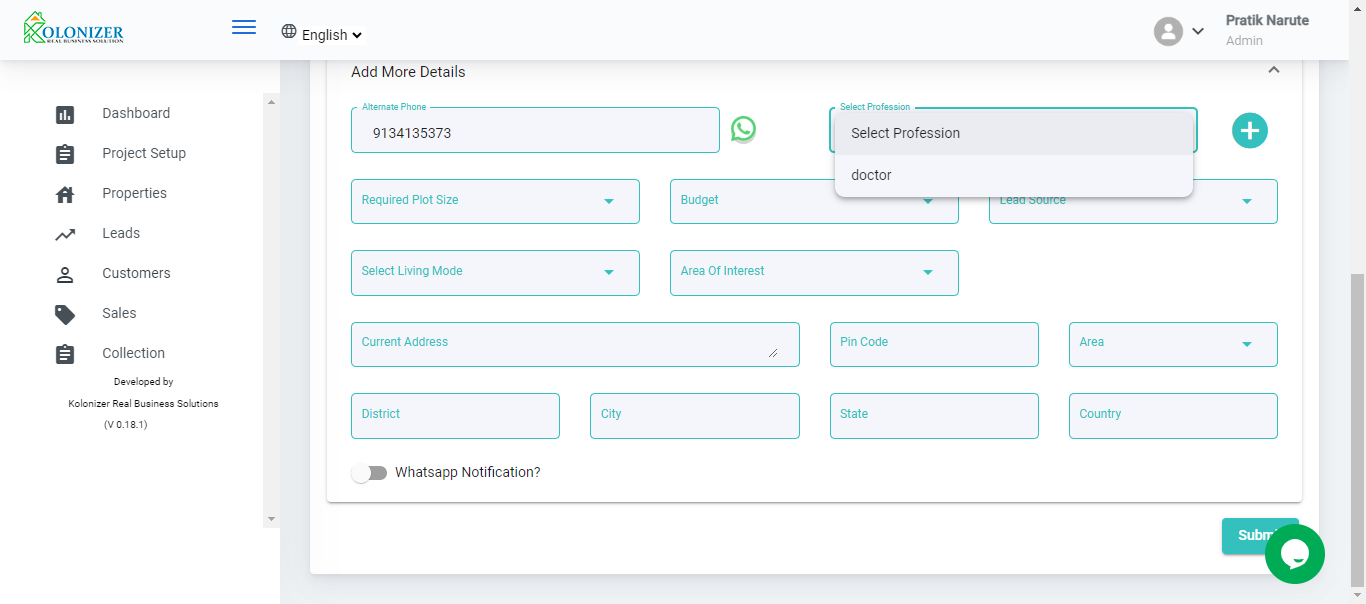 KOLONIZER
REAL BUSINESS SOLUTION
English
Pratik Narute
Admin
Dashboard
Project Setup
Properties
Leads
Customers
Sales
Collection
Developed by
Kolonizer Real Business Solutions
(V 0.18.1)
Add More Details
Alternate Phone
9134135373
Select Profession
Select Profession
doctor
Required Plot Size
Budget
Lead Source
Select Living Mode
Area Of Interest
Current Address
Pin Code
Area
District
City
State
Country
Whatsapp Notification?